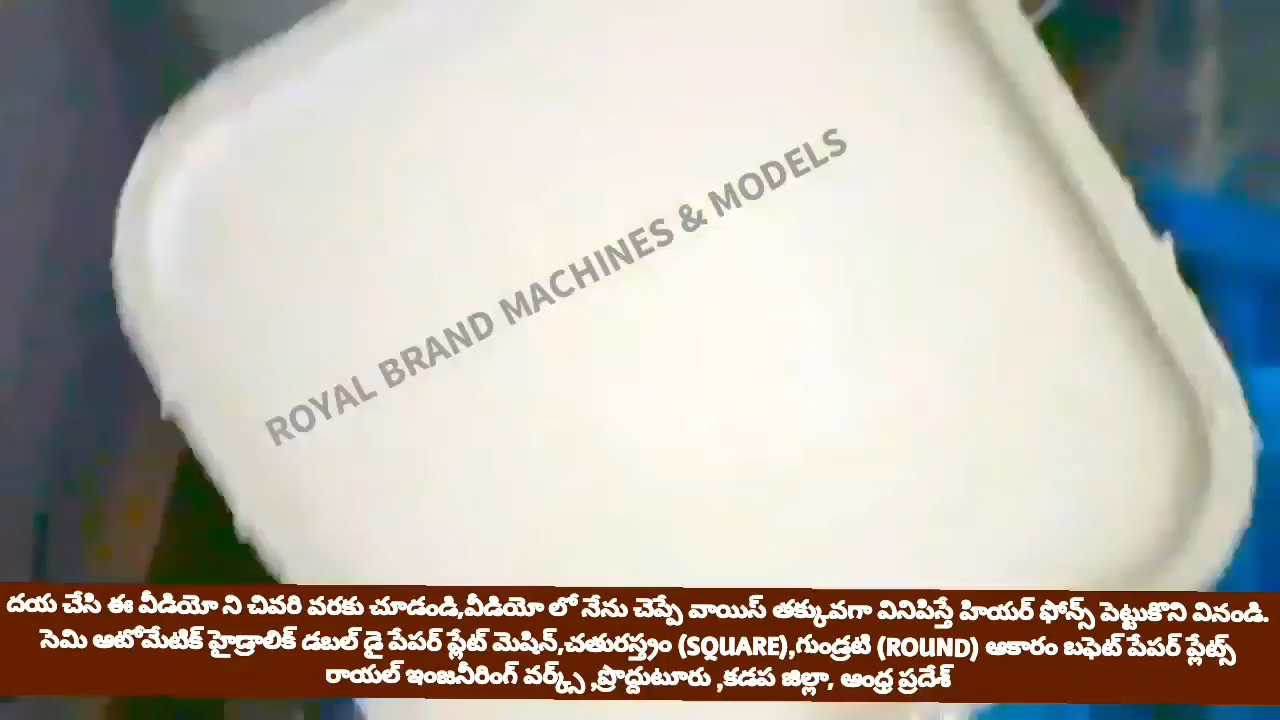 ROYAL BRAND MACHINES & MODELS
దయ చేసి ఈ వీడియో ని చివరి వరకు చూడండి,వీడియో లో నేను చెప్పే వాయిస్ తక్కువగా వినిపిస్తే హియర్ ఫోన్స్ పెట్టుకొని వినండి.
సెమి ఆటోమేటిక్ హైడ్రాలిక్ డబల్ డై పేపర్ ప్లేట్ మెషిన్,చతురస్త్రం (SQUARE),గుండ్రటి (ROUND) ఆకారం బఫెట్ పేపర్ ప్లేట్స్
రాయల్ ఇంజనీరింగ్ వర్క్స్ ,ప్రొద్దుటూరు ,కడప జిల్లా, ఆంధ్ర ప్రదేశ్